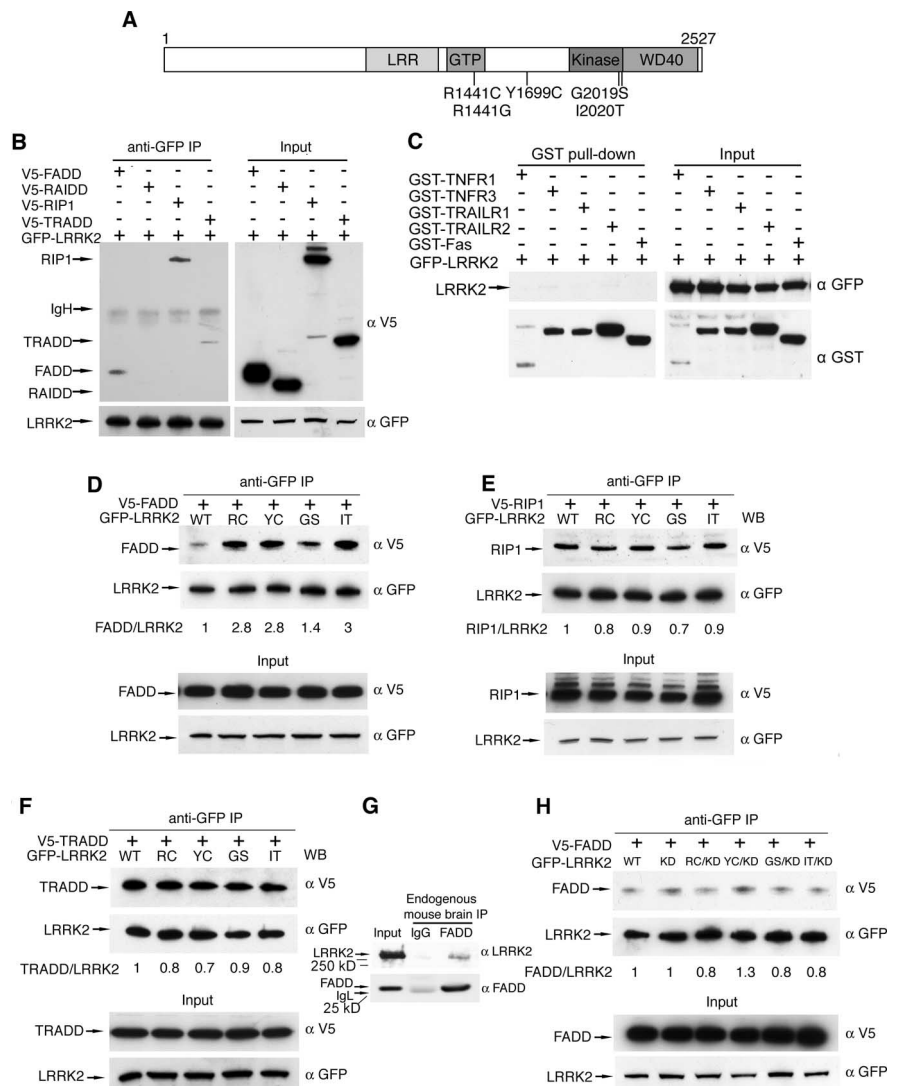 A
1 2527
LRR GTP Kinase WD40
R1441C Y1699C G2019S
R1441G I2020T
B
anti-GFP IP Input
V5-FADD + - - - + - - -
V5-RAIDD - + - - - + - -
V5-RIP1 - - + - - - + -
V5-TRADD - - - + - - - +
GFP-LRRK2 + + + + + + + +
RIP1
IgH
α V5
TRADD
FADD
RAIDD
LRRK2 α GFP
C
GST pull-down Input
GST-TNFR1 + - - - - + - - - -
GST-TNFR3 - + - - - - + - - -
GST-TRAILR1 - - + - - - - + - -
GST-TRAILR2 - - - + - - - - + -
GST-Fas - - - - + - - - - +
GFP-LRRK2 + + + + + + + + + +
LRRK2 α GFP
α GST
D
anti-GFP IP
V5-FADD + + + + +
GFP-LRRK2 WT RC YC GS IT
FADD α V5
LRRK2 α GFP
FADD/LRRK2 1 2.8 2.8 1.4 3
Input
FADD α V5
LRRK2 α GFP
E
anti-GFP IP
V5-RIP1 + + + + +
GFP-LRRK2 WT RC YC GS IT WB
RIP1 α V5
LRRK2 α GFP
RIP1/LRRK2 1 0.8 0.9 0.7 0.9
Input
RIP1 α V5
LRRK2 α GFP
F
anti-GFP IP
V5-TRADD + + + + +
GFP-LRRK2 WT RC YC GS IT WB
TRADD α V5
LRRK2 α GFP
TRADD/LRRK2 1 0.8 0.7 0.9 0.8
Input
TRADD α V5
LRRK2 α GFP
G
Endogenous
mouse brain IP
Input IgG FADD
LRRK2 α LRRK2
250 kD
FADD α FADD
IgL
25 kD
H
anti-GFP IP
V5-FADD + + + + + +
GFP-LRRK2 WT KD RC/KD YC/KD GS/KD IT/KD
FADD α V5
LRRK2 α GFP
FADD/LRRK2 1 1 0.8 1.3 0.8 0.8
Input
FADD α V5
LRRK2 α GFP